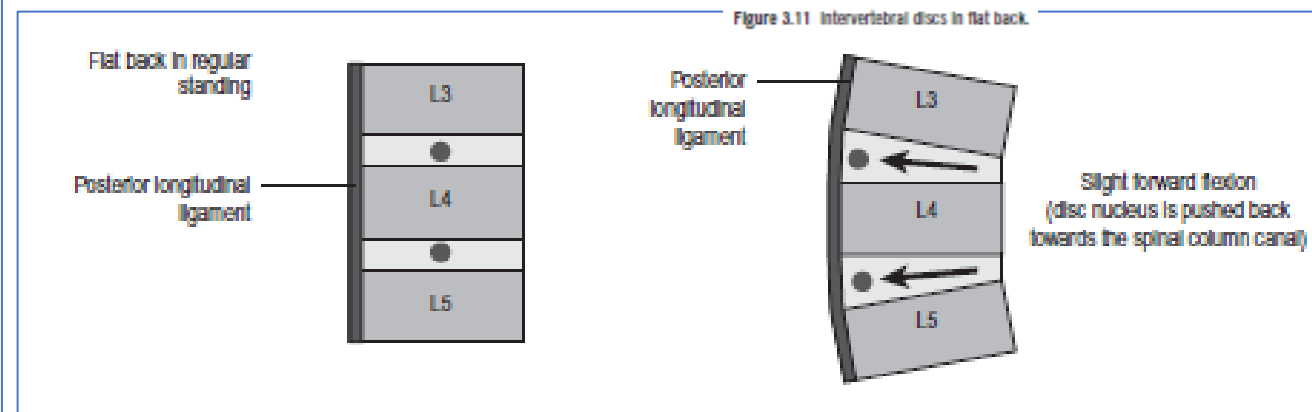 Figure 3.11 Intervertebral discs in flat back.
Flat back in regular
standing
Posterior longitudinal
ligament
L3
L4
L5
Posterior
longitudinal
ligament
L3
L4
L5
Slight forward flexion
(disc nucleus is pushed back
towards the spinal column canal)